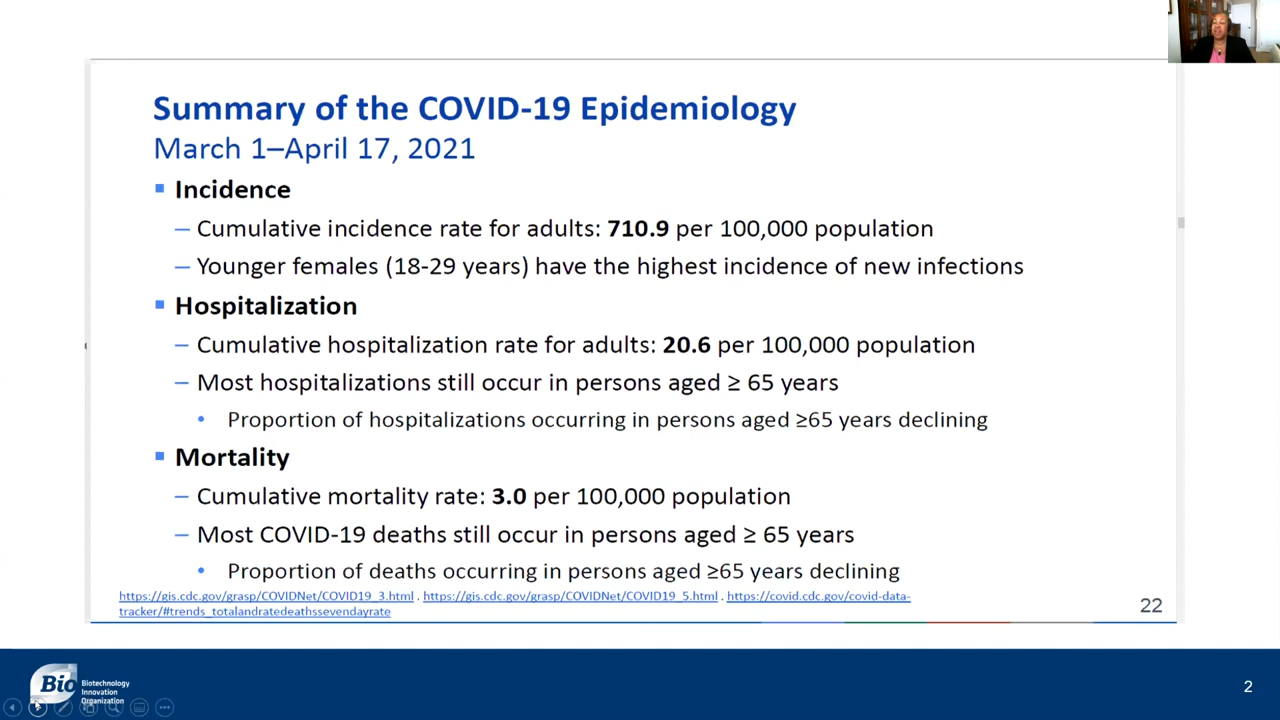 Summary of the COVID-19 Epidemiology
March 1–April 17, 2021
Incidence
– Cumulative incidence rate for adults: 710.9 per 100,000 population
– Younger females (18-29 years) have the highest incidence of new infections
Hospitalization
– Cumulative hospitalization rate for adults: 20.6 per 100,000 population
– Most hospitalizations still occur in persons aged ≥ 65 years
• Proportion of hospitalizations occurring in persons aged ≥65 years declining
Mortality
– Cumulative mortality rate: 3.0 per 100,000 population
– Most COVID-19 deaths still occur in persons aged ≥ 65 years
• Proportion of deaths occurring in persons aged ≥65 years declining
https://gis.cdc.gov/grasp/COVIDNet/COVID19_3.html . https://gis.cdc.gov/grasp/COVIDNet/COVID19_5.html . https://covid.cdc.gov/covid-data-
tracker/#trends_totalandratedeathssevendayrate
22
Bio
Biotechnology
Innovation
Organization
2